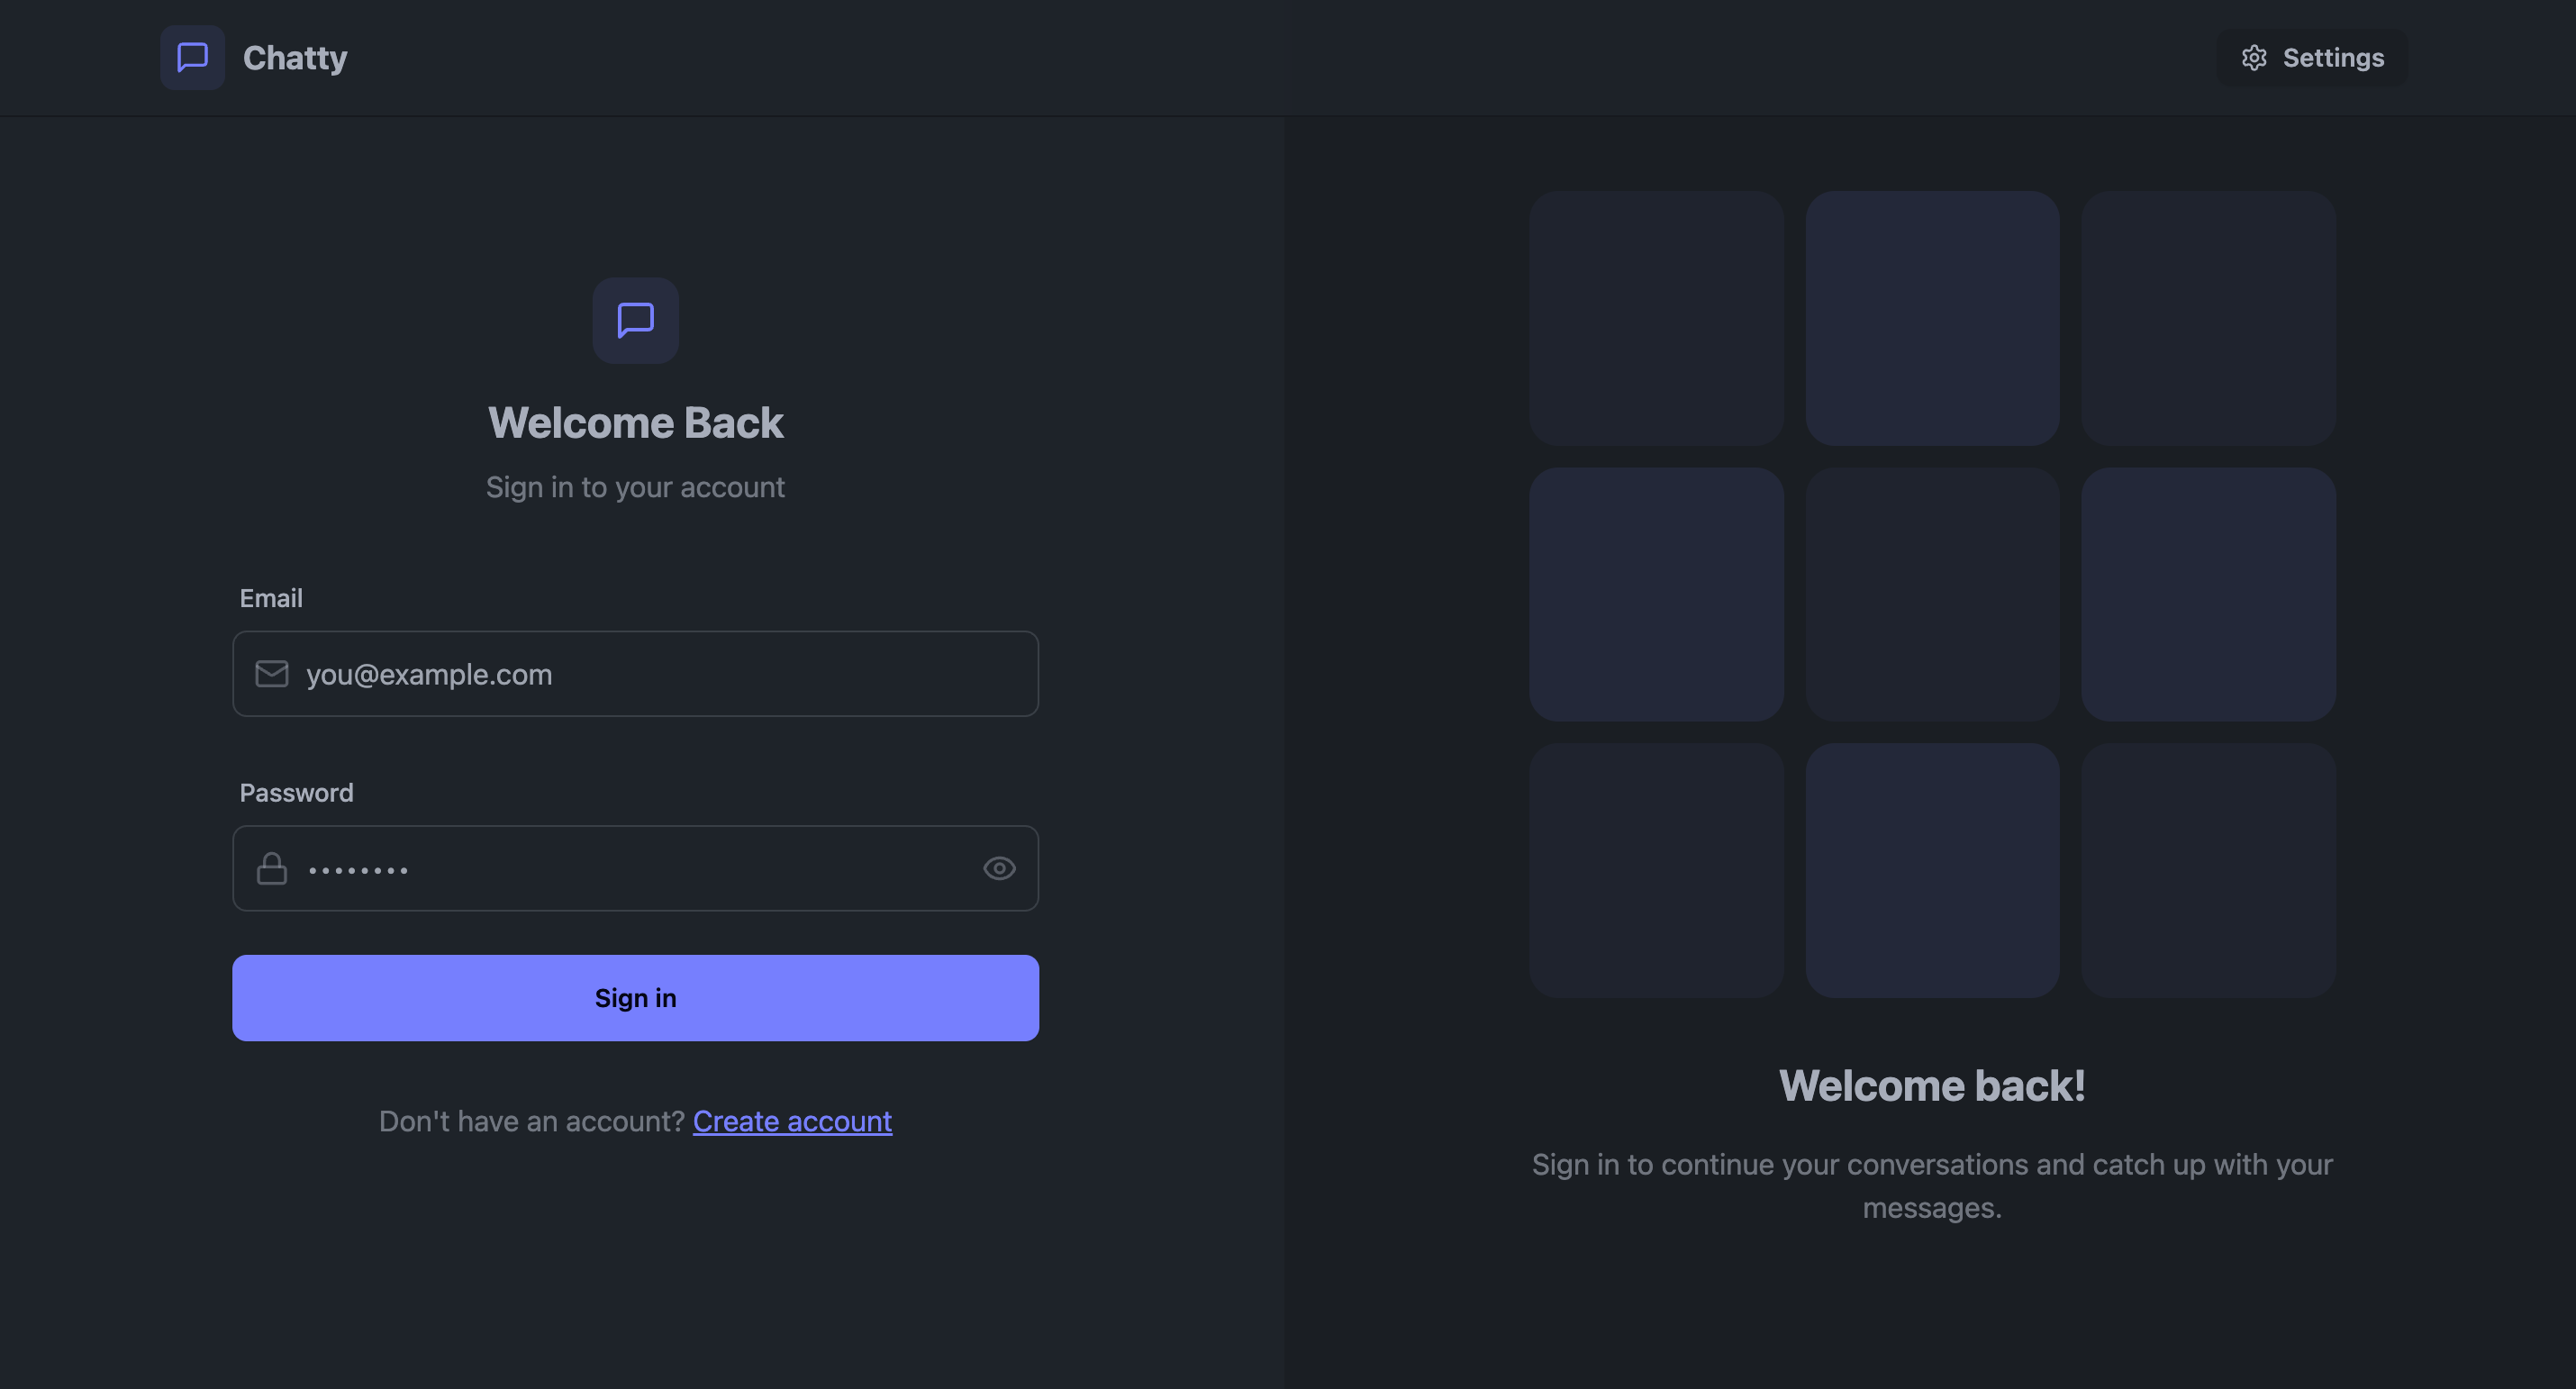 Chatty
Settings
Welcome Back
Sign in to your account
Email
you@example.com
Password
••••••••
Sign in
Don't have an account? Create account
Welcome back!
Sign in to continue your conversations and catch up with your
messages.